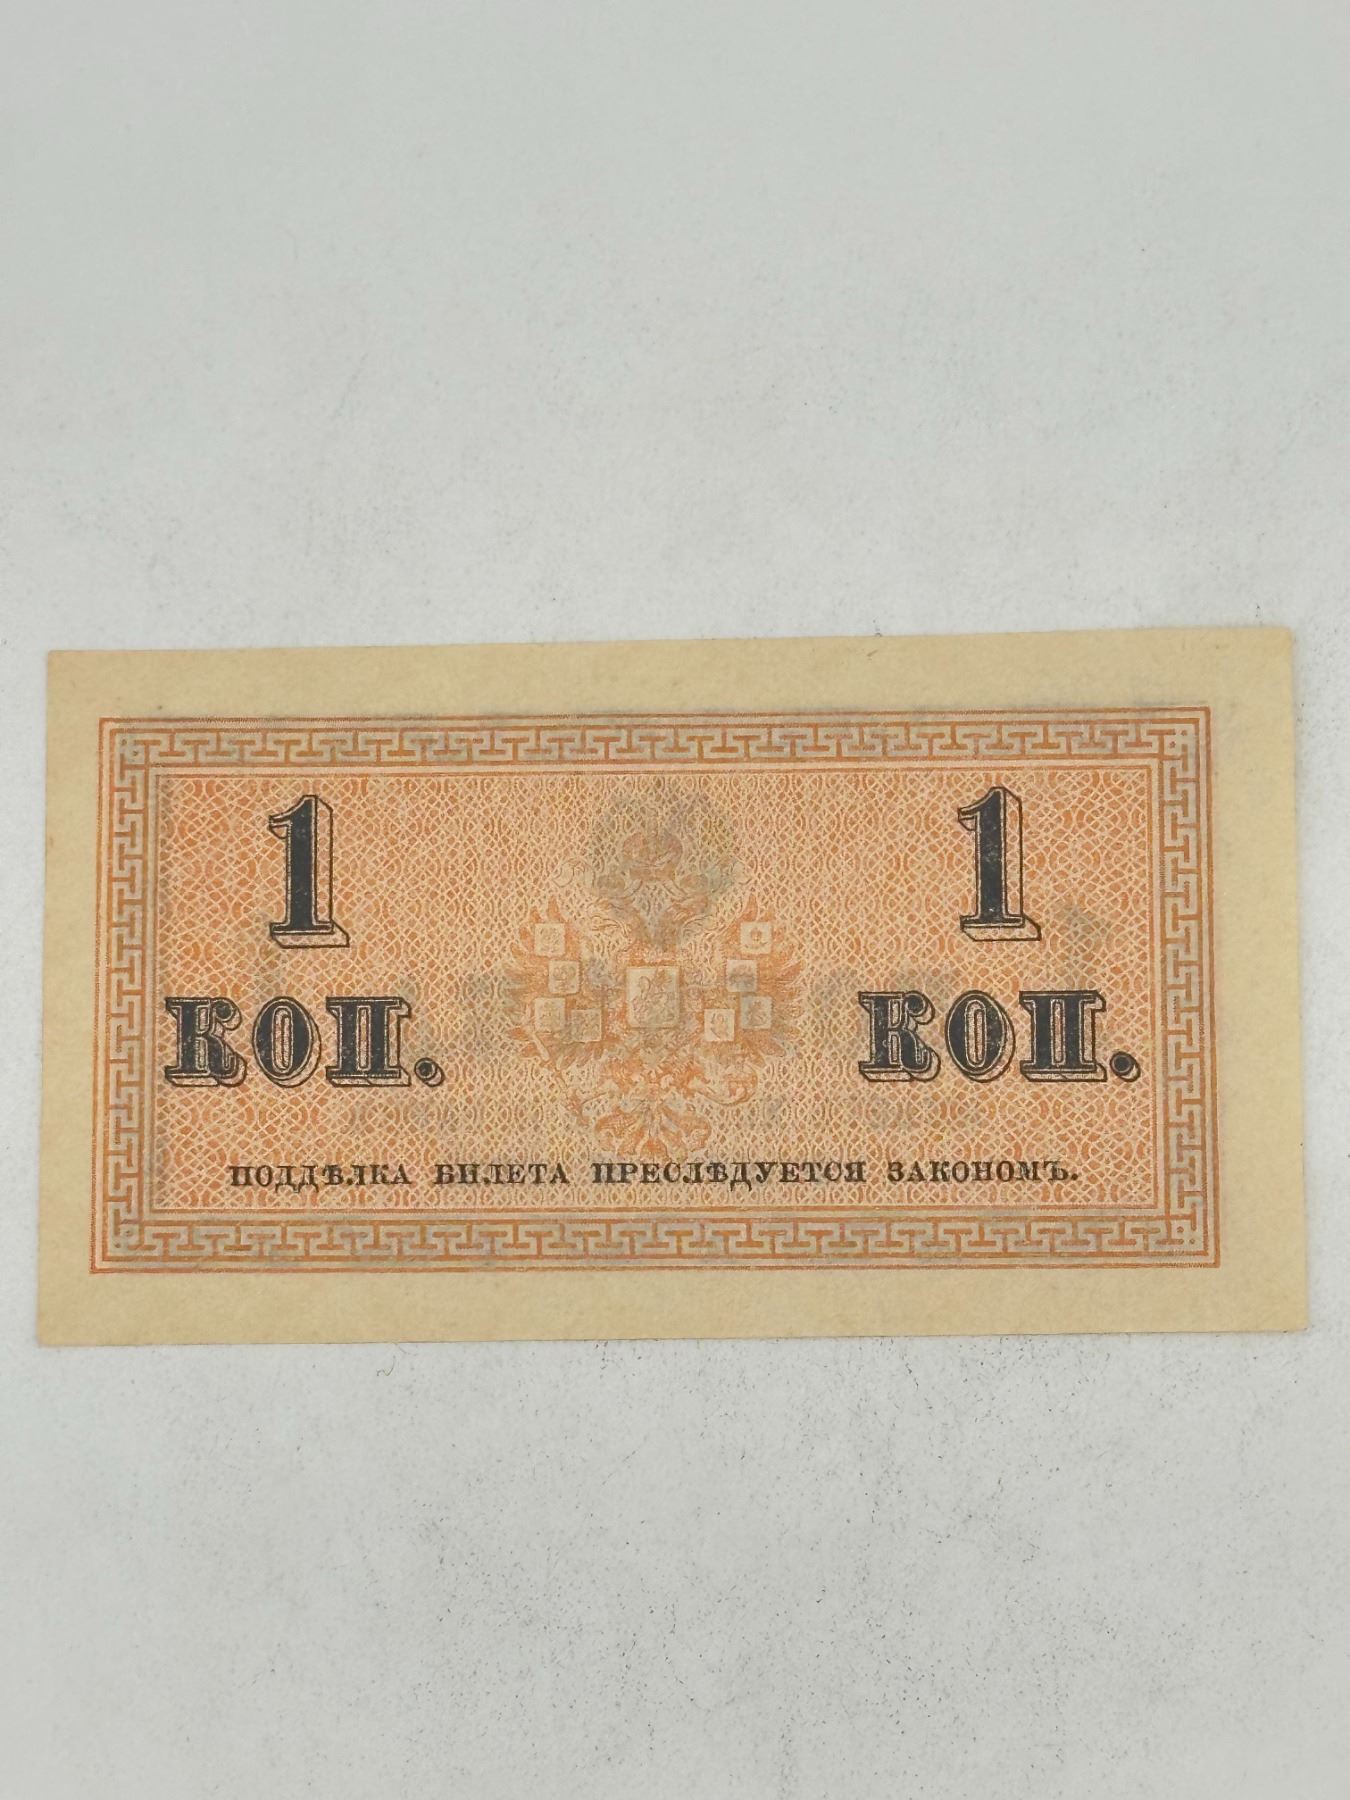 1 1
КОП. КОП.
ПОДДѢЛКА БИЛЕТА ПРЕСЛѢДУЕТСЯ ЗАКОНОМЪ.